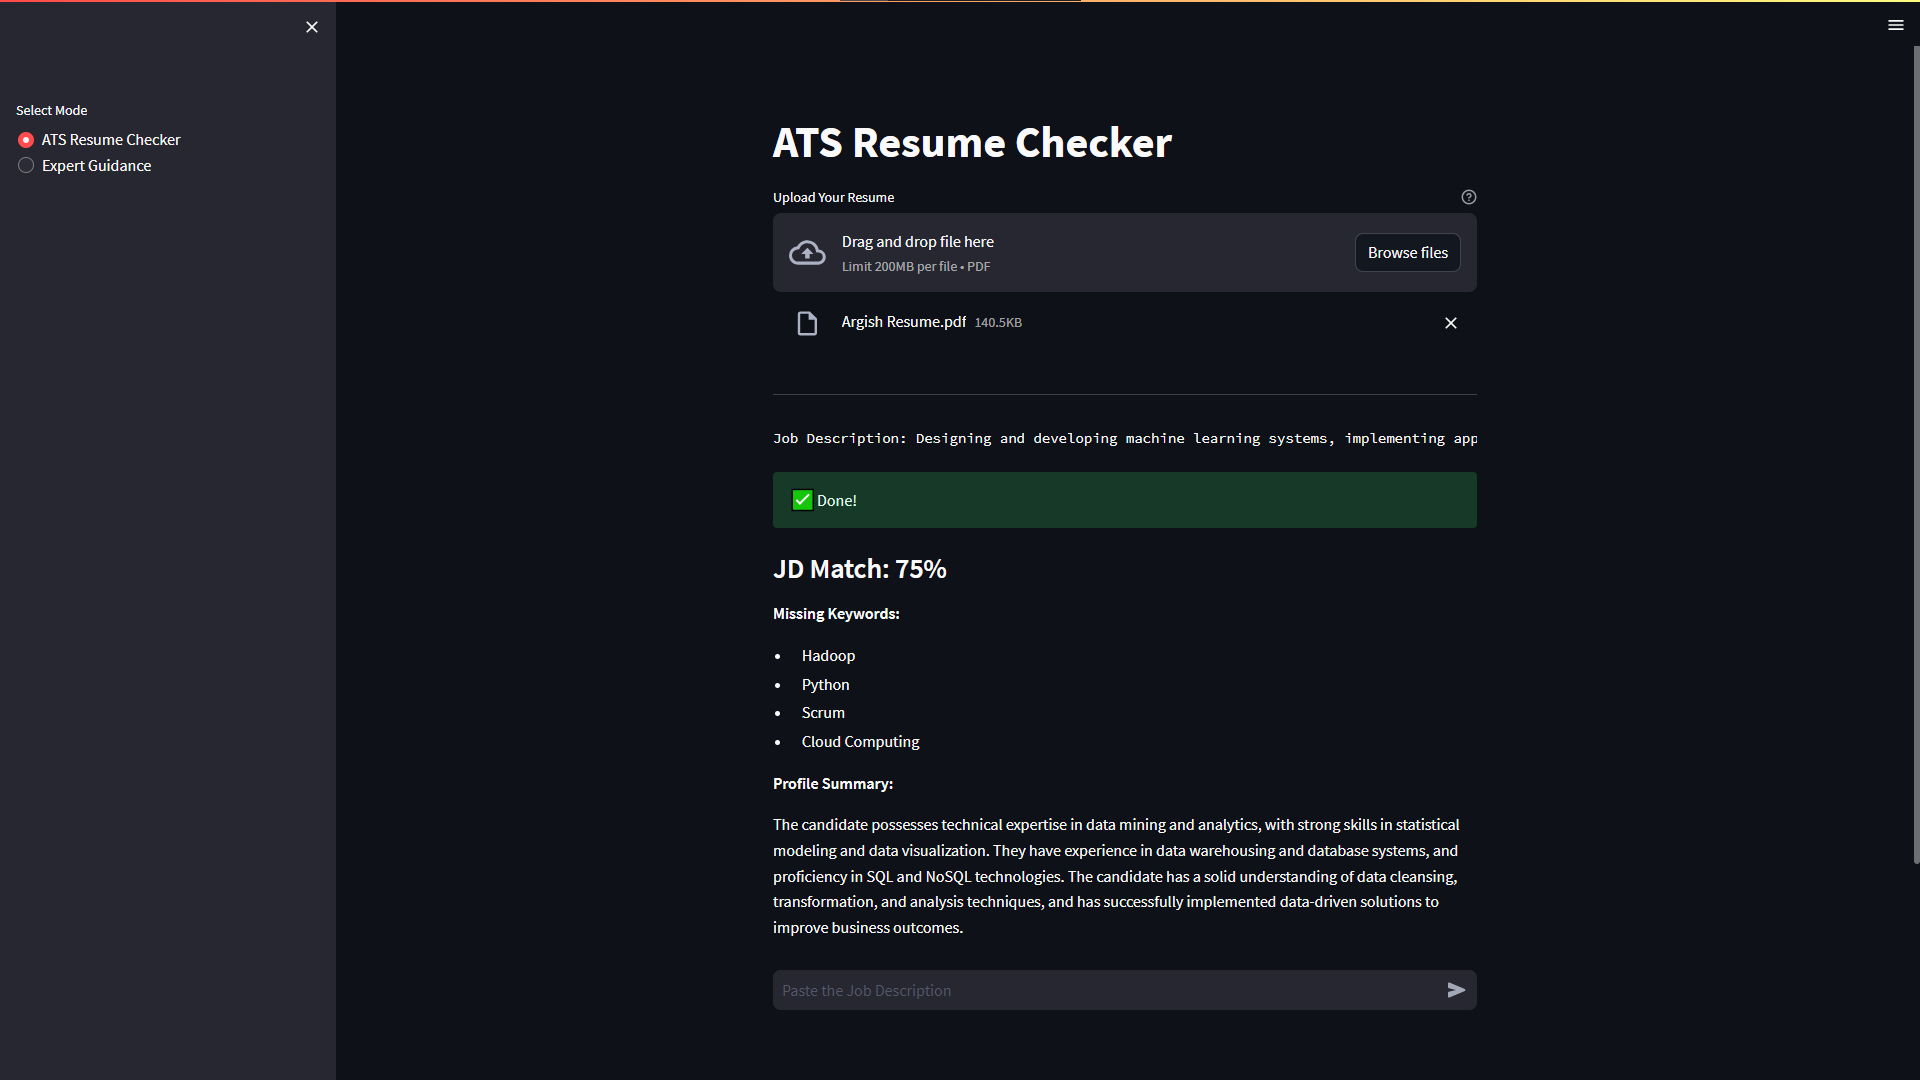 Select Mode
ATS Resume Checker
Expert Guidance
ATS Resume Checker
Upload Your Resume
Drag and drop file here
Limit 200MB per file • PDF
Browse files
Argish Resume.pdf 140.5KB
Job Description: Designing and developing machine learning systems, implementing app
✅ Done!
JD Match: 75%
Missing Keywords:
• Hadoop
• Python
• Scrum
• Cloud Computing
Profile Summary:
The candidate possesses technical expertise in data mining and analytics, with strong skills in statistical
modeling and data visualization. They have experience in data warehousing and database systems, and
proficiency in SQL and NoSQL technologies. The candidate has a solid understanding of data cleansing,
transformation, and analysis techniques, and has successfully implemented data-driven solutions to
improve business outcomes.
Paste the Job Description